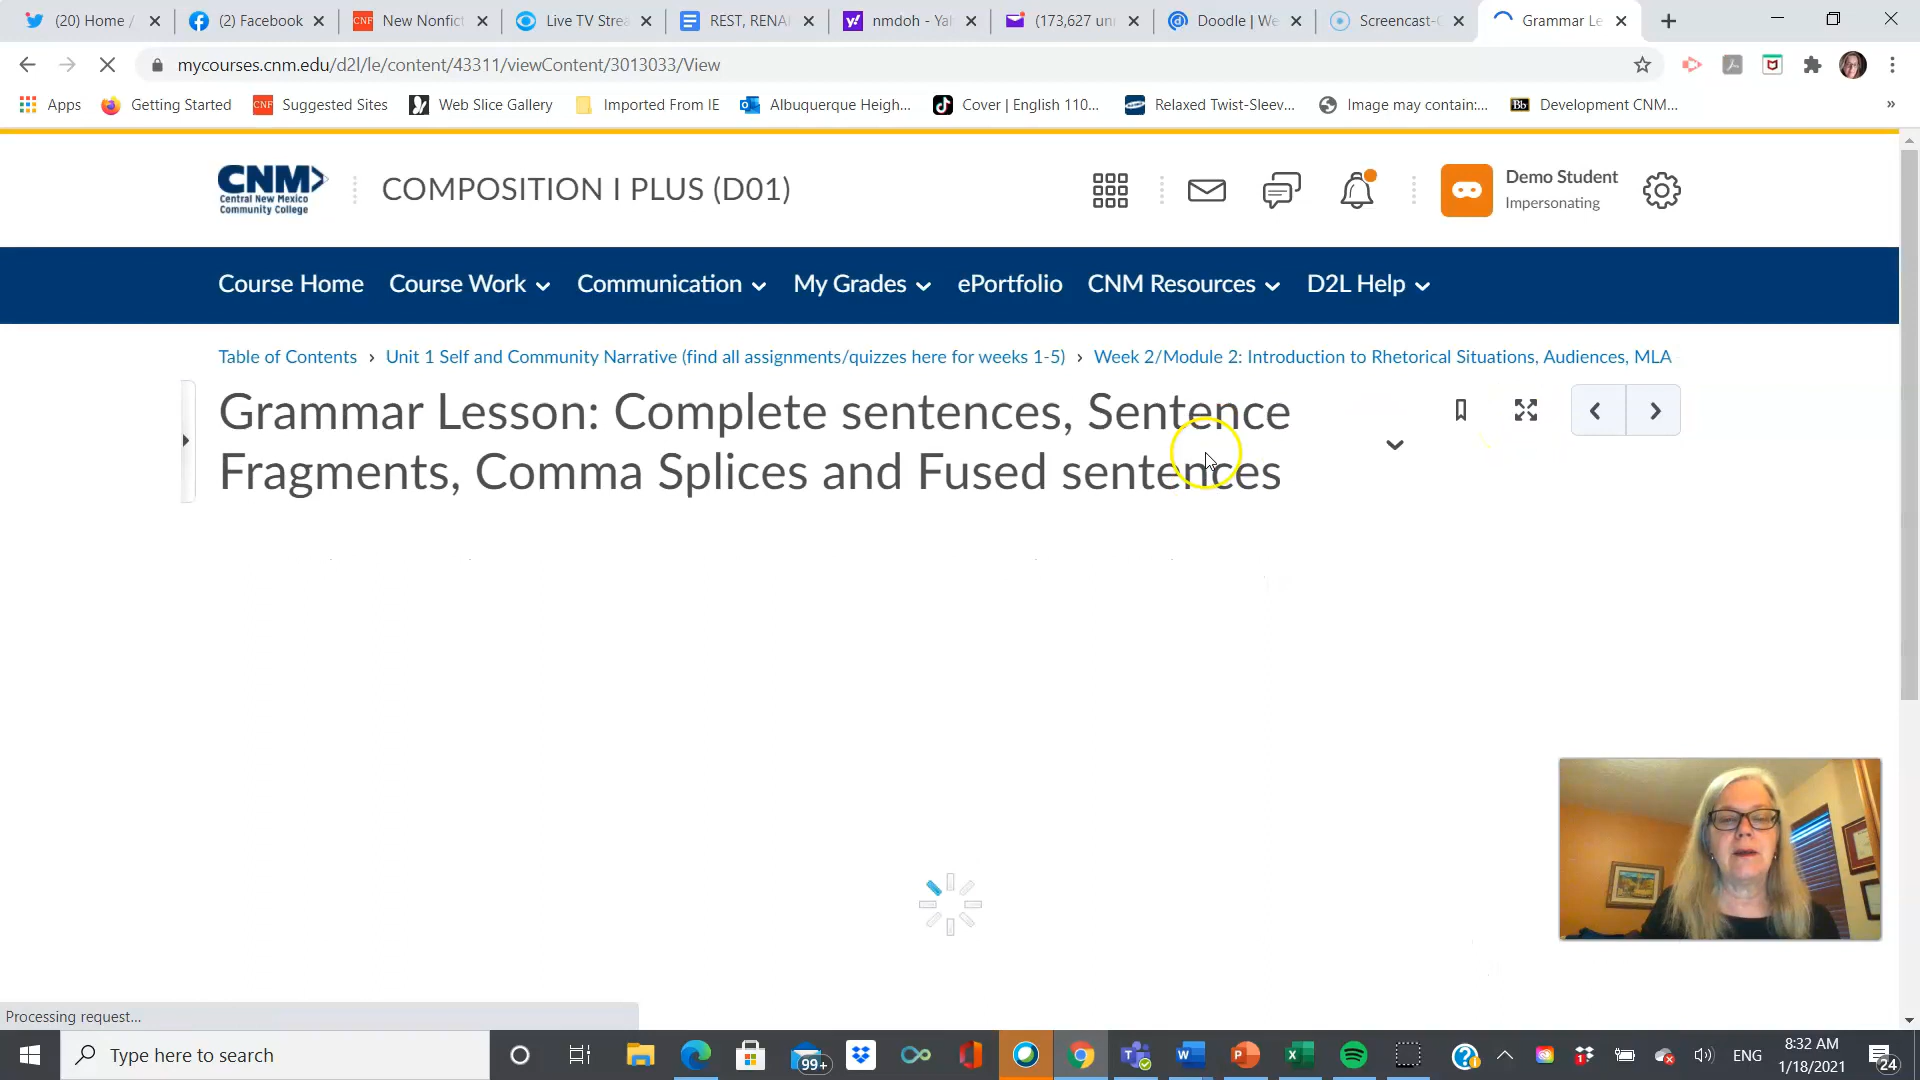 (20) Home / (2) Facebook New Nonfict Live TV Strea REST, RENA nmdoh - Ya (173,627 un Doodle | We Screencast-O Grammar Le
mycourses.cnm.edu/d2l/le/content/43311/viewContent/3013033/View
Apps Getting Started Suggested Sites Web Slice Gallery Imported From IE Albuquerque Heigh... Cover | English 110... Relaxed Twist-Sleev... Image may contain:... Development CNM...
CNM
Central New Mexico
Community College
COMPOSITION I PLUS (D01)
Demo Student
Impersonating
Course Home Course Work Communication My Grades ePortfolio CNM Resources D2L Help
Table of Contents › Unit 1 Self and Community Narrative (find all assignments/quizzes here for weeks 1-5) › Week 2/Module 2: Introduction to Rhetorical Situations, Audiences, MLA
Grammar Lesson: Complete sentences, Sentence
Fragments, Comma Splices and Fused sentences
Processing request...
Type here to search
99+
ENG
8:32 AM
1/18/2021
24